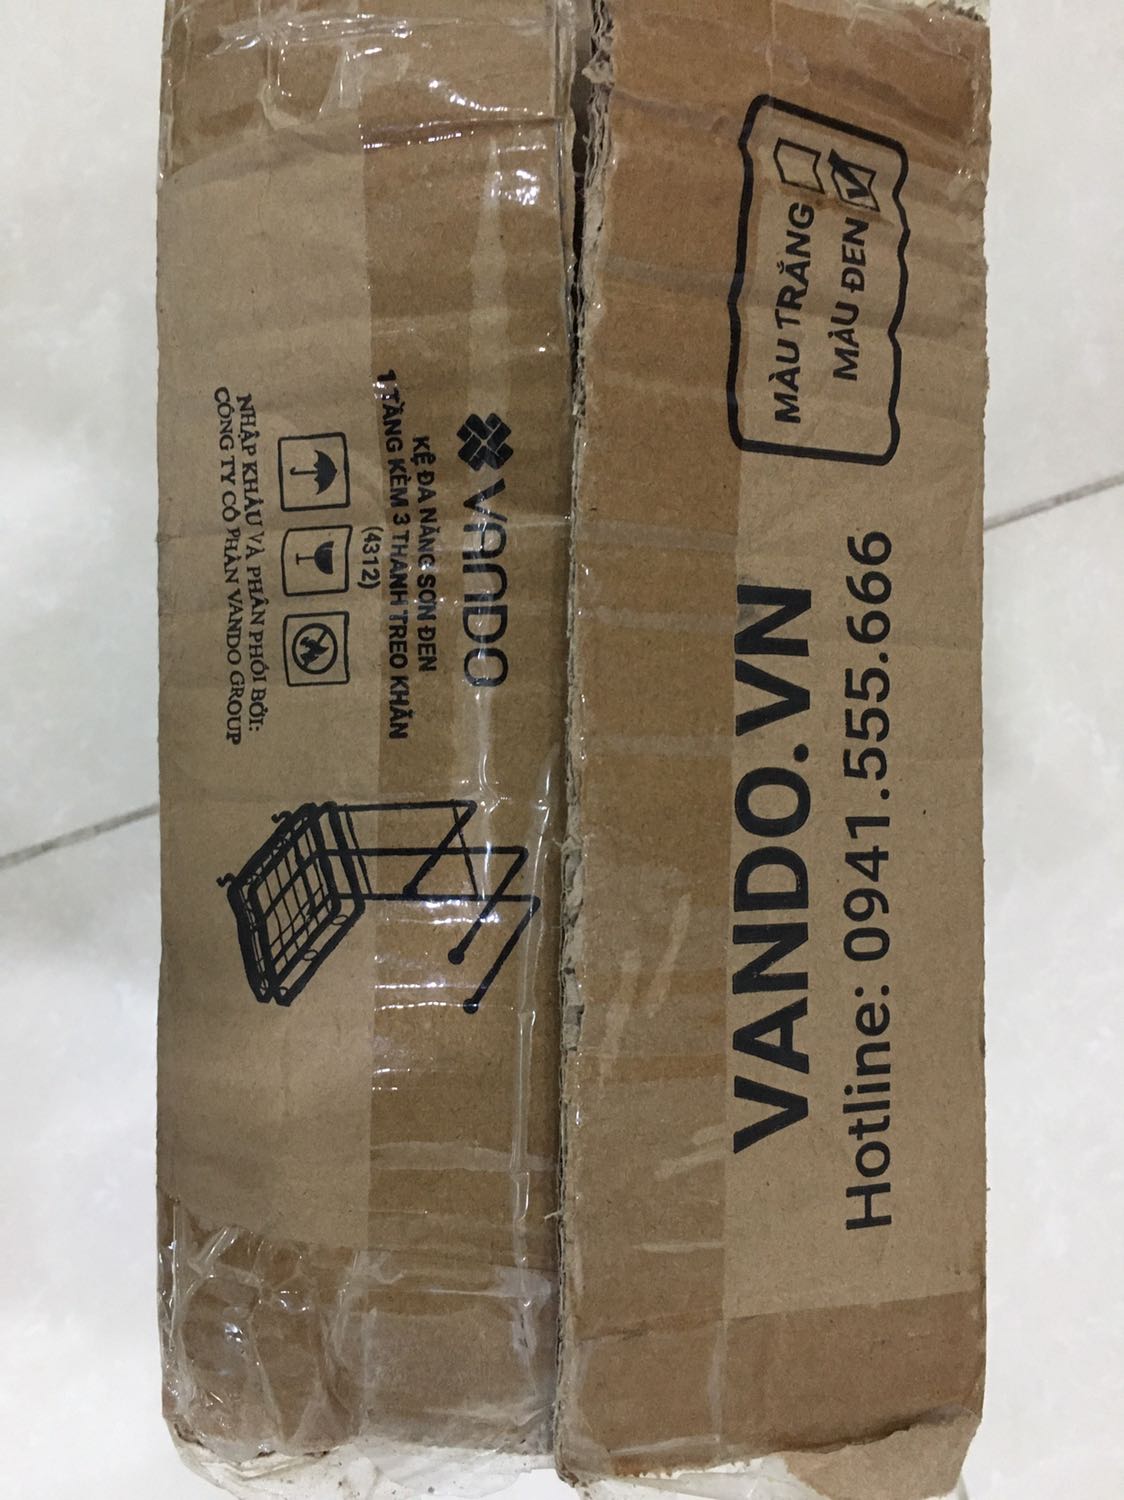 VANDO
KỆ ĐA NĂNG SƠN ĐEN
1 TẦNG KÈM 3 THANH TREO KHĂN
(4312)
NHẬP KHẨU VÀ PHÂN PHỐI BỞI:
CÔNG TY CỔ PHẦN VANDO GROUP
VANDO.VN
Hotline: 0941.555.666
MÀU TRẮNG
MÀU ĐEN